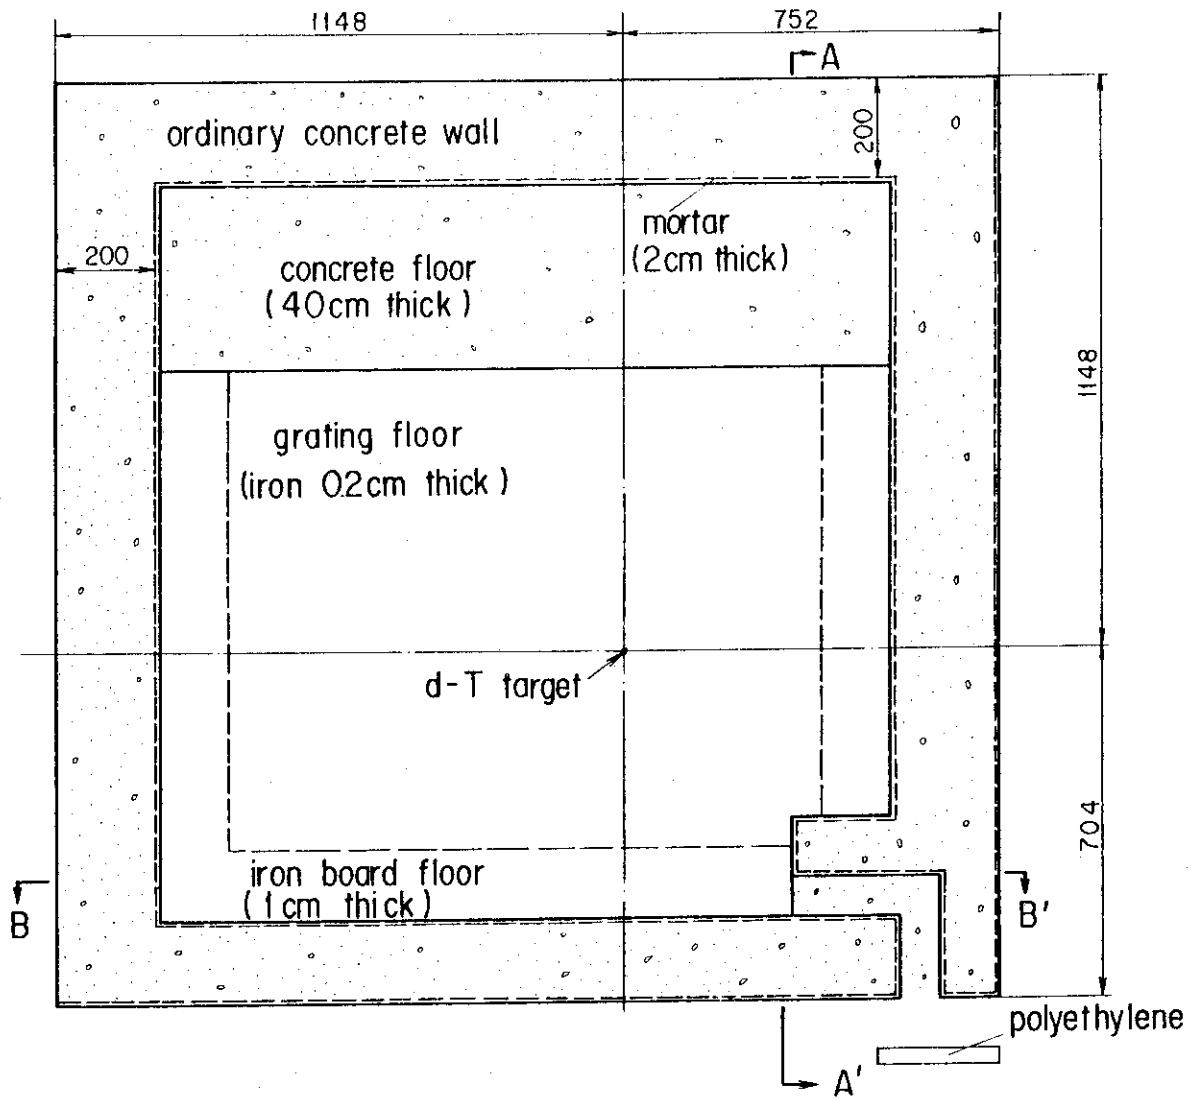 1148
752
A
ordinary concrete wall
200
mortar
(2cm thick)
200
concrete floor
(40cm thick)
1148
grating floor
(iron 0.2cm thick)
d-T target
704
iron board floor
(1cm thick)
B
B'
polyethylene
A'